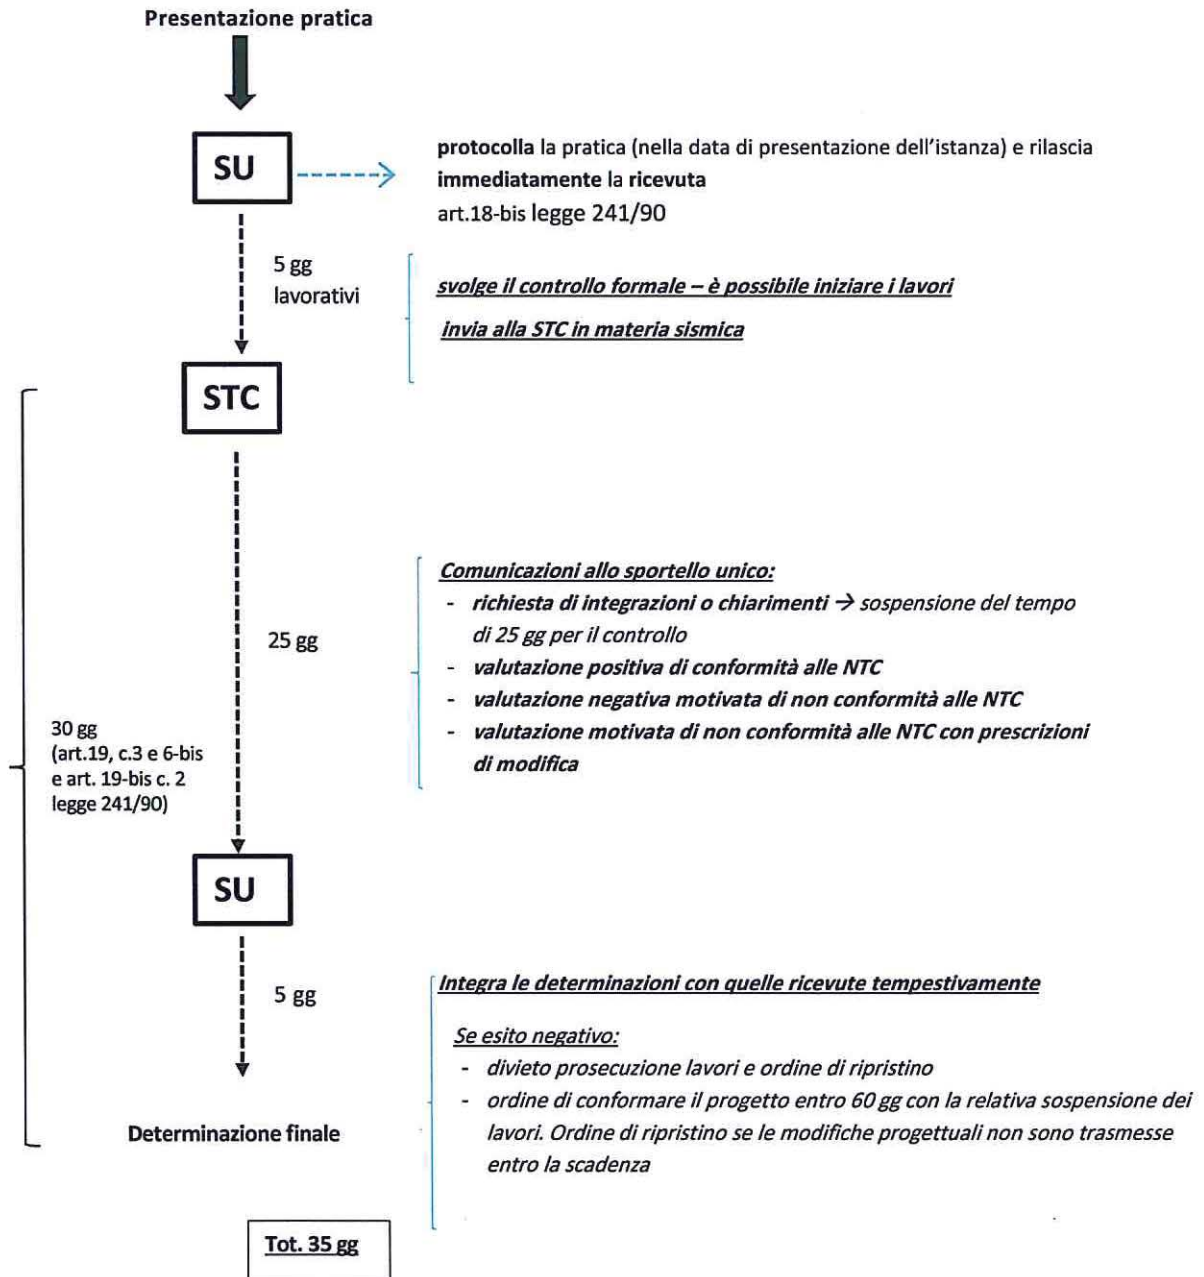 Presentazione pratica
SU
protocolla la pratica (nella data di presentazione dell'istanza) e rilascia
immediatamente la ricevuta
art.18-bis legge 241/90
5 gg
lavorativi
svolge il controllo formale – è possibile iniziare i lavori
invia alla STC in materia sismica
STC
25 gg
Comunicazioni allo sportello unico:
- richiesta di integrazioni o chiarimenti → sospensione del tempo
di 25 gg per il controllo
- valutazione positiva di conformità alle NTC
- valutazione negativa motivata di non conformità alle NTC
- valutazione motivata di non conformità alle NTC con prescrizioni
di modifica
30 gg
(art.19, c.3 e 6-bis
e art. 19-bis c. 2
legge 241/90)
SU
5 gg
Integra le determinazioni con quelle ricevute tempestivamente
Se esito negativo:
- divieto prosecuzione lavori e ordine di ripristino
- ordine di conformare il progetto entro 60 gg con la relativa sospensione dei
lavori. Ordine di ripristino se le modifiche progettuali non sono trasmesse
entro la scadenza
Determinazione finale
Tot. 35 gg